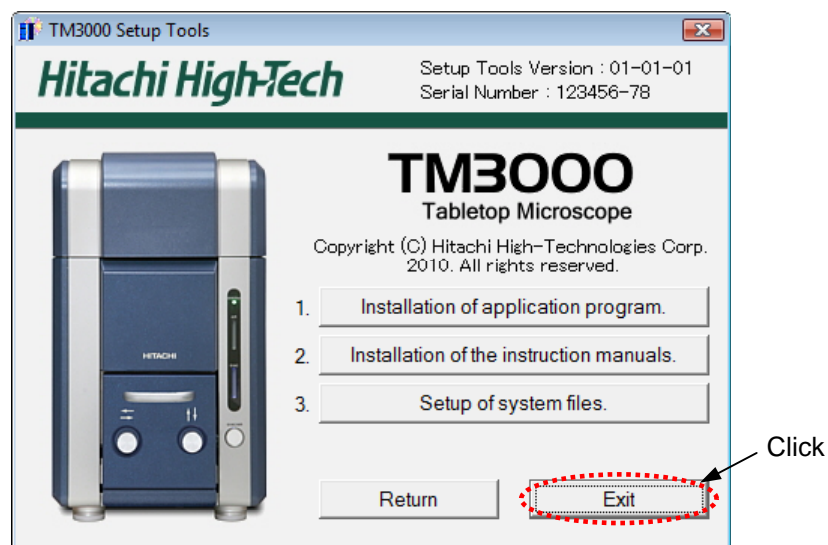 TM3000 Setup Tools
Hitachi High-Tech
Setup Tools Version : 01-01-01
Serial Number : 123456-78
TM3000
Tabletop Microscope
Copyright (C) Hitachi High-Technologies Corp.
2010. All rights reserved.
HITACHI
1. Installation of application program.
2. Installation of the instruction manuals.
3. Setup of system files.
Click
Return
Exit